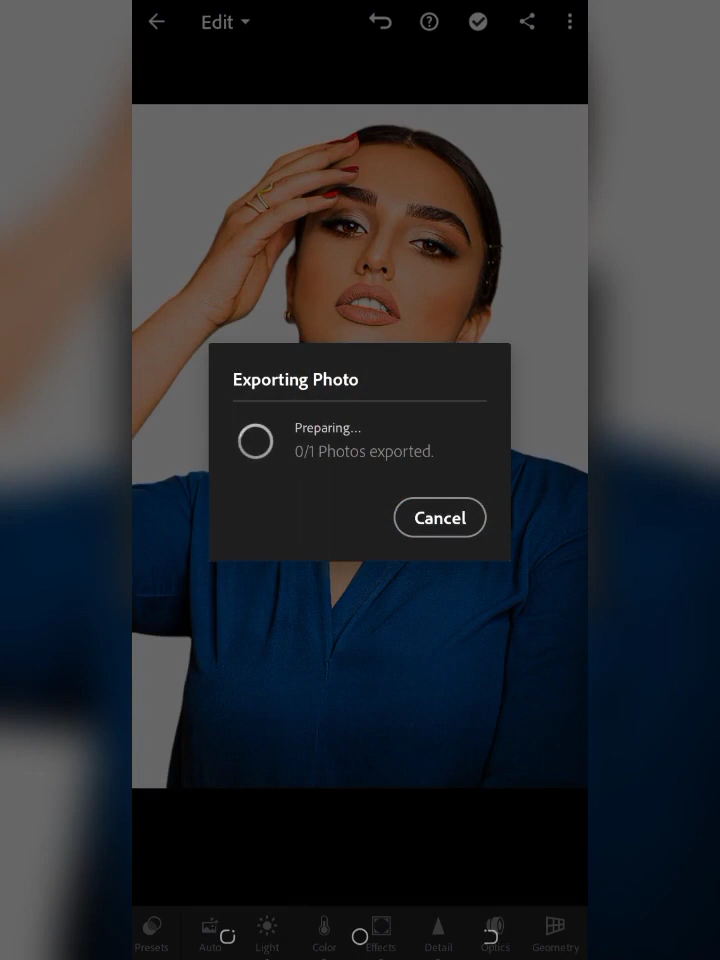 Edit
Exporting Photo
Preparing...
0/1 Photos exported.
Cancel
Presets
Auto
Light
Color
Effects
Detail
Optics
Geometry